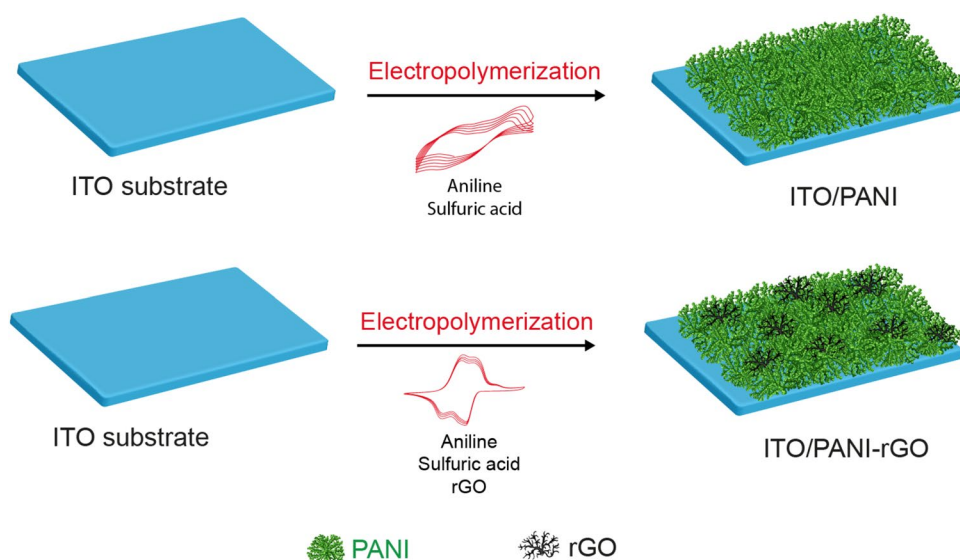 Electropolymerization
Aniline
Sulfuric acid
ITO substrate
ITO/PANI
Electropolymerization
Aniline
Sulfuric acid
rGO
ITO substrate
ITO/PANI-rGO
PANI
rGO